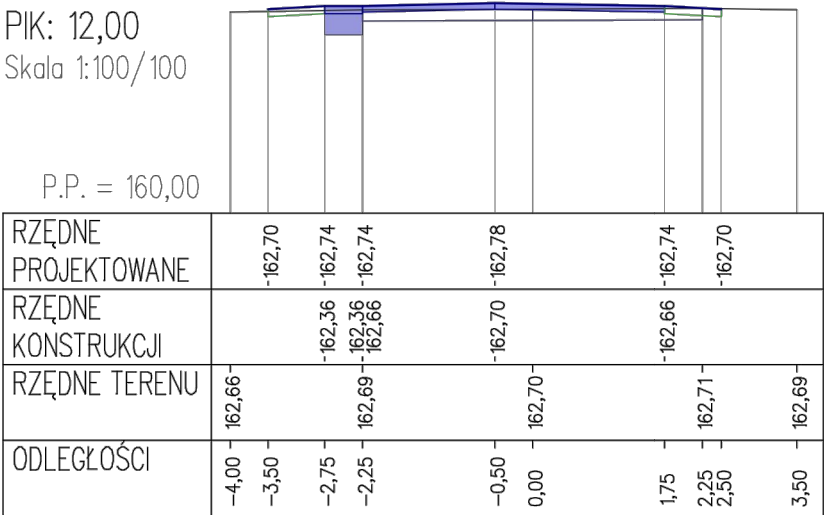 PIK: 12,00
Skala 1:100/100
P.P. = 160,00
RZĘDNE PROJEKTOWANE
-162,70 -162,74 -162,74 -162,78 -162,74 -162,70
RZĘDNE KONSTRUKCJI
-162,36 -162,36 -162,66 -162,70 -162,66
RZĘDNE TERENU
162,66 162,69 162,70 162,71 162,69
ODLEGŁOŚCI
-4,00 -3,50 -2,75 -2,25 -0,50 0,00 1,75 2,25 2,50 3,50